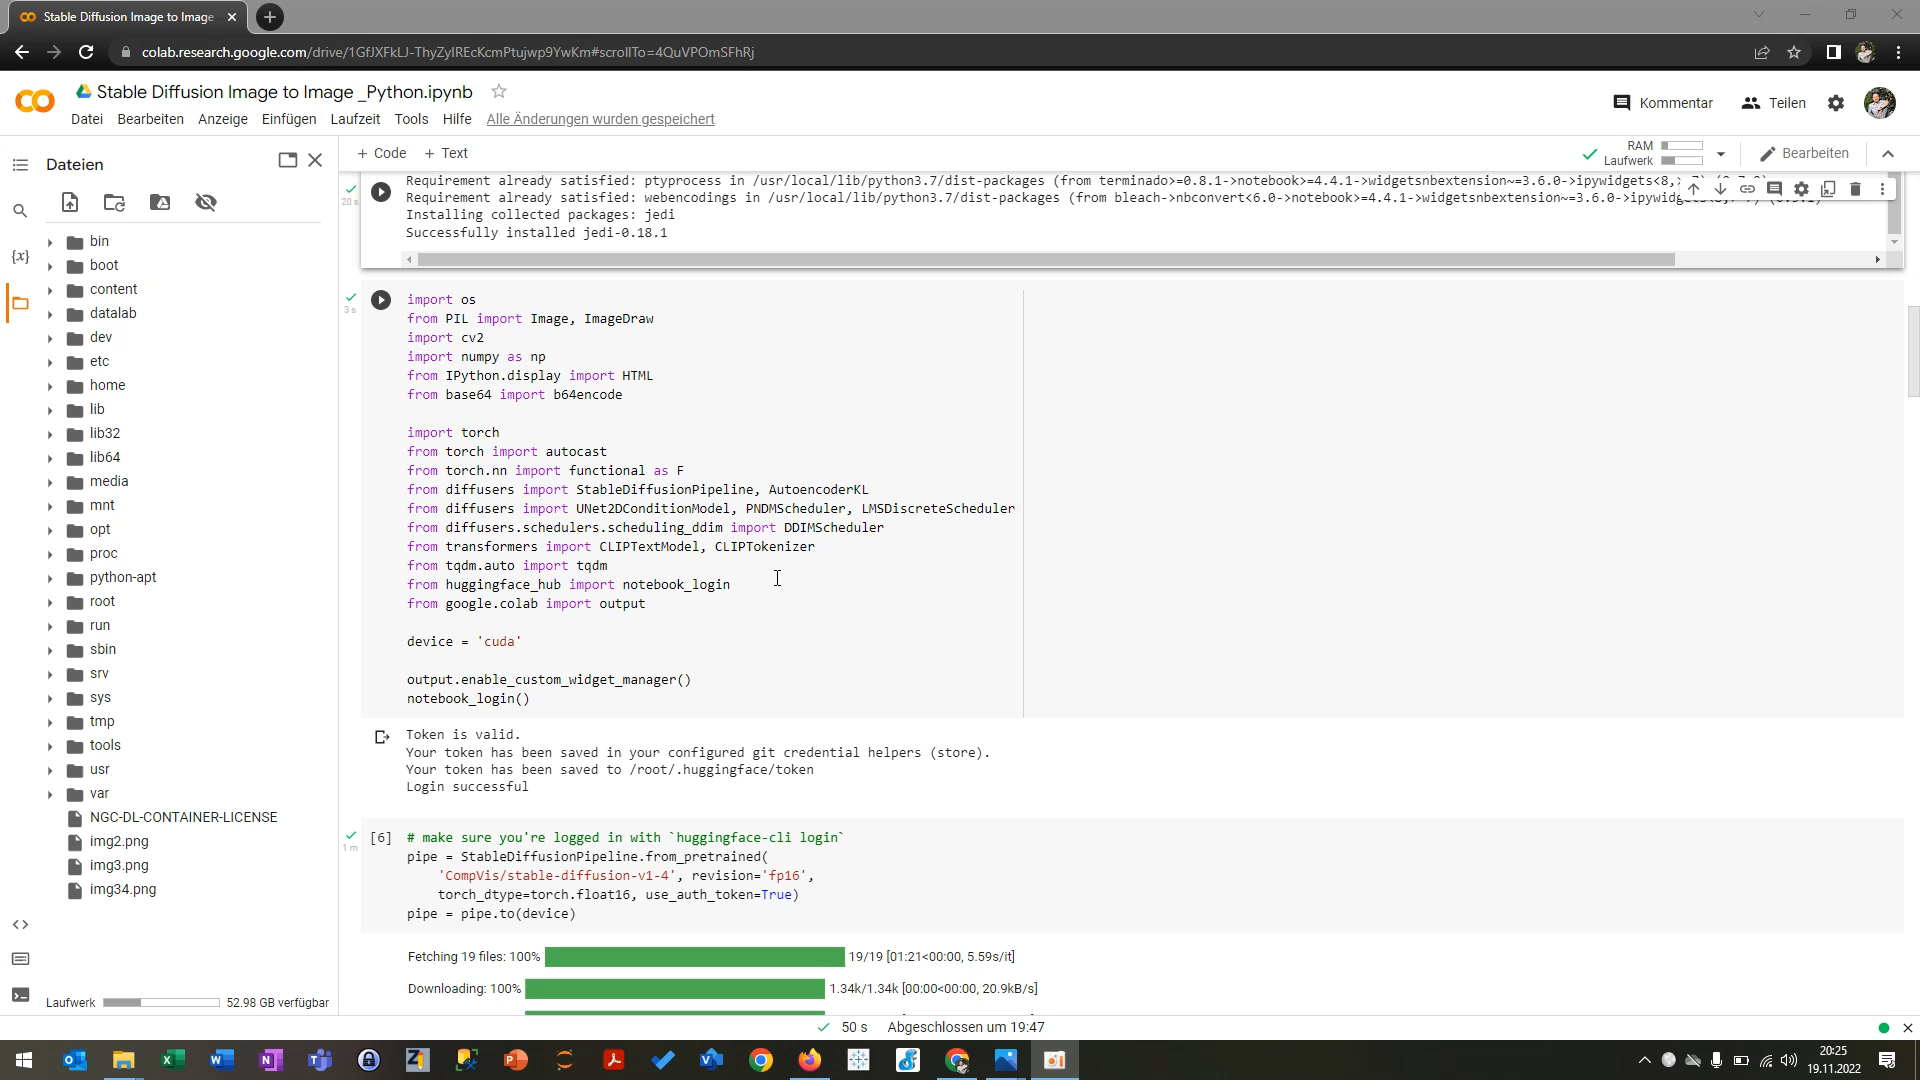 Stable Diffusion Image to Image
colab.research.google.com/drive/1GfJXFkLJ-ThyZylREcKcmPtujwp9YwKm#scrollTo=4QuVPOmSFhRj
Stable Diffusion Image to Image _Python.ipynb
Kommentar
Teilen
Datei Bearbeiten Anzeige Einfügen Laufzeit Tools Hilfe Alle Änderungen wurden gespeichert
Dateien
+ Code + Text
RAM
Laufwerk
Bearbeiten
bin
boot
content
datalab
dev
etc
home
lib
lib32
lib64
media
mnt
opt
proc
python-apt
root
run
sbin
srv
sys
tmp
tools
usr
var
NGC-DL-CONTAINER-LICENSE
img2.png
img3.png
img34.png
Laufwerk 52.98 GB verfügbar
20 s
Requirement already satisfied: ptyprocess in /usr/local/lib/python3.7/dist-packages (from terminado>=0.8.1->notebook>=4.4.1->widgetsnbextension~=3.6.0->ipywidgets<8,>
Requirement already satisfied: webencodings in /usr/local/lib/python3.7/dist-packages (from bleach->nbconvert<6.0->notebook>=4.4.1->widgetsnbextension~=3.6.0->ipywidgets<8,>
Installing collected packages: jedi
Successfully installed jedi-0.18.1
3 s
import os
from PIL import Image, ImageDraw
import cv2
import numpy as np
from IPython.display import HTML
from base64 import b64encode
import torch
from torch import autocast
from torch.nn import functional as F
from diffusers import StableDiffusionPipeline, AutoencoderKL
from diffusers import UNet2DConditionModel, PNDMScheduler, LMSDiscreteScheduler
from diffusers.schedulers.scheduling_ddim import DDIMScheduler
from transformers import CLIPTextModel, CLIPTokenizer
from tqdm.auto import tqdm
from huggingface_hub import notebook_login
from google.colab import output
device = 'cuda'
output.enable_custom_widget_manager()
notebook_login()
Token is valid.
Your token has been saved in your configured git credential helpers (store).
Your token has been saved to /root/.huggingface/token
Login successful
1 m
[6] # make sure you're logged in with `huggingface-cli login`
pipe = StableDiffusionPipeline.from_pretrained(
'CompVis/stable-diffusion-v1-4', revision='fp16',
torch_dtype=torch.float16, use_auth_token=True)
pipe = pipe.to(device)
Fetching 19 files: 100% 19/19 [01:21<00:00, 5.59s/it]
Downloading: 100% 1.34k/1.34k [00:00<00:00, 20.9kB/s]
50 s Abgeschlossen um 19:47
20:25
19.11.2022